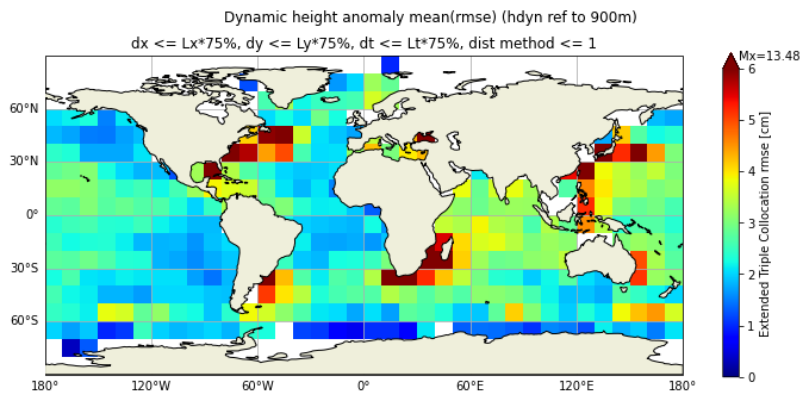 Dynamic height anomaly mean(rmse) (hdyn ref to 900m)
dx <= Lx*75%, dy <= Ly*75%, dt <= Lt*75%, dist method <= 1
Mx=13.48
60°N
30°N
0°
30°S
60°S
180°
120°W
60°W
0°
60°E
120°E
180°
6
5
4
3
2
1
0
Extended Triple Collocation rmse [cm]